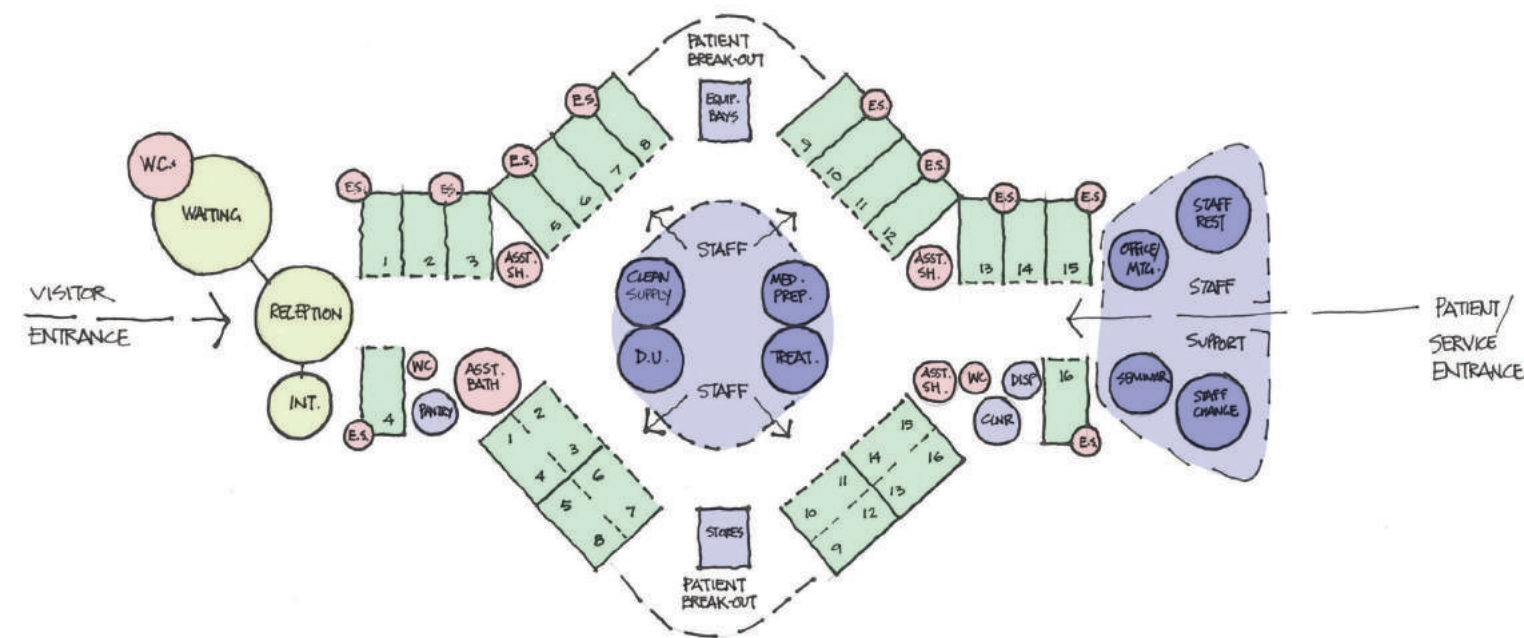 PATIENT
BREAK-OUT
EQUIP.
BAYS
E.S.
E.S.
E.S.
E.S.
E.S.
E.S.
E.S.
E.S.
W.C.s
WAITING
1
2
3
5
6
7
8
9
10
11
12
13
14
15
ASST.
SH.
ASST.
SH.
STAFF
CLEAN
SUPPLY
MED.
PREP.
D.U.
TREAT.
STAFF
STAFF
REST
OFFICE/
MTG.
STAFF
SUPPORT
SEMINAR
STAFF
CHANGE
VISITOR
ENTRANCE
RECEPTION
INT.
PATIENT/
SERVICE
ENTRANCE
4
E.S.
WC
PANTRY
ASST.
BATH
1
2
3
4
5
6
7
8
ASST.
SH.
WC
DISP
CLNR
16
E.S.
15
14
16
11
13
10
12
9
STORES
PATIENT
BREAK-OUT